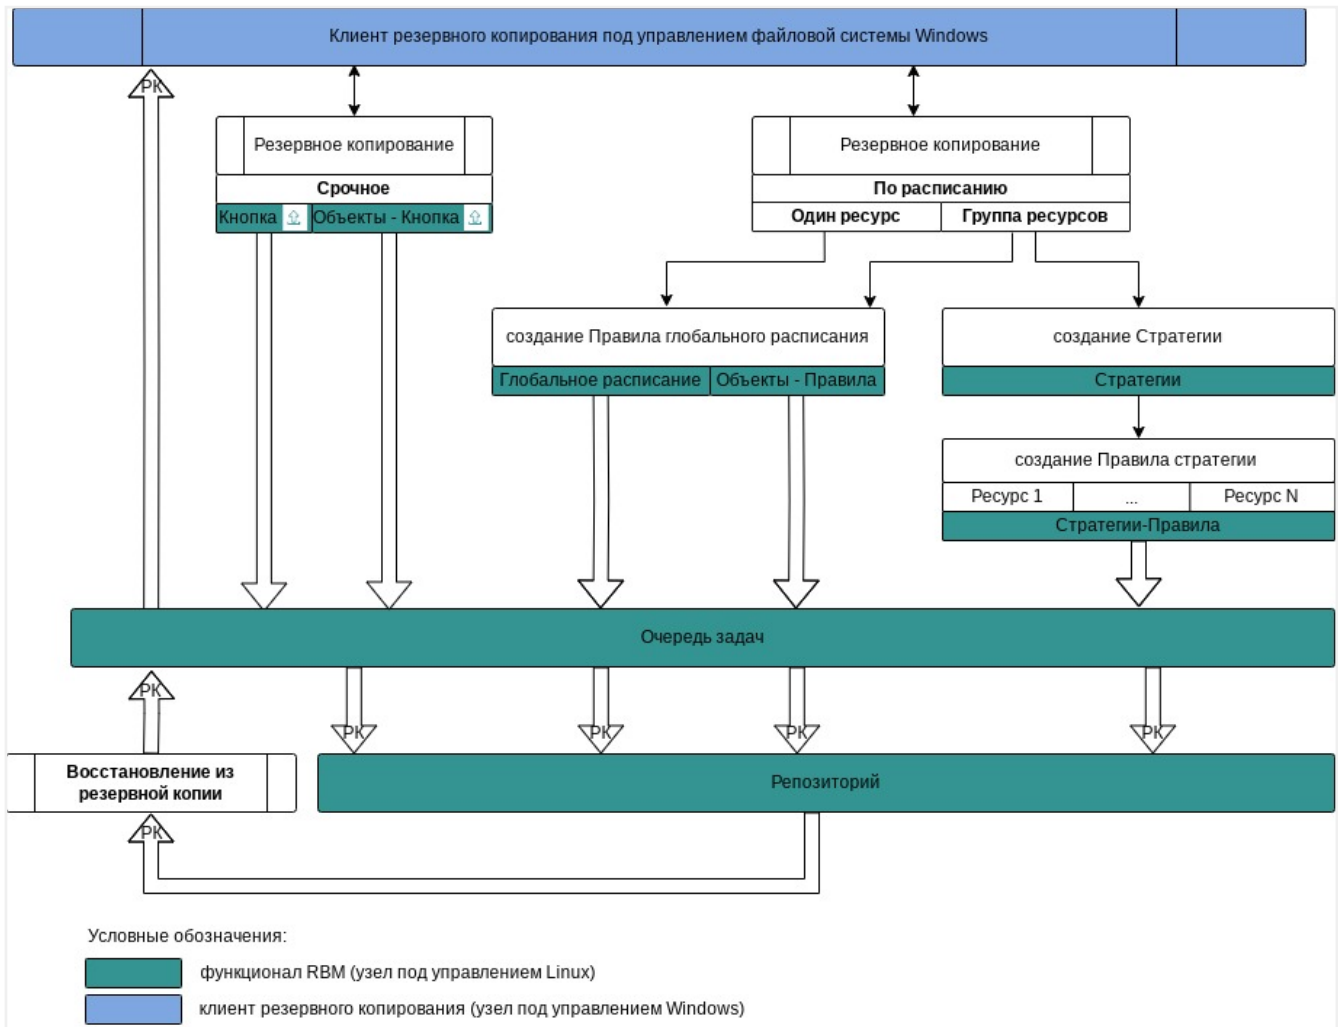 Клиент резервного копирования под управлением файловой системы Windows
РК
Резервное копирование
Срочное
Кнопка
Объекты - Кнопка
Резервное копирование
По расписанию
Один ресурс
Группа ресурсов
создание Правила глобального расписания
Глобальное расписание
Объекты - Правила
создание Стратегии
Стратегии
создание Правила стратегии
Ресурс 1
...
Ресурс N
Стратегии-Правила
Очередь задач
РК
РК
РК
РК
РК
Восстановление из
резервной копии
Репозиторий
РК
Условные обозначения:
функционал RBM (узел под управлением Linux)
клиент резервного копирования (узел под управлением Windows)